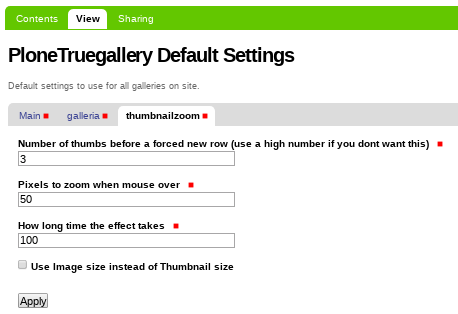 Contents View Sharing
PloneTruegallery Default Settings
Default settings to use for all galleries on site.
Main galleria thumbnailzoom
Number of thumbs before a forced new row (use a high number if you dont want this)
3
Pixels to zoom when mouse over
50
How long time the effect takes
100
Use Image size instead of Thumbnail size
Apply